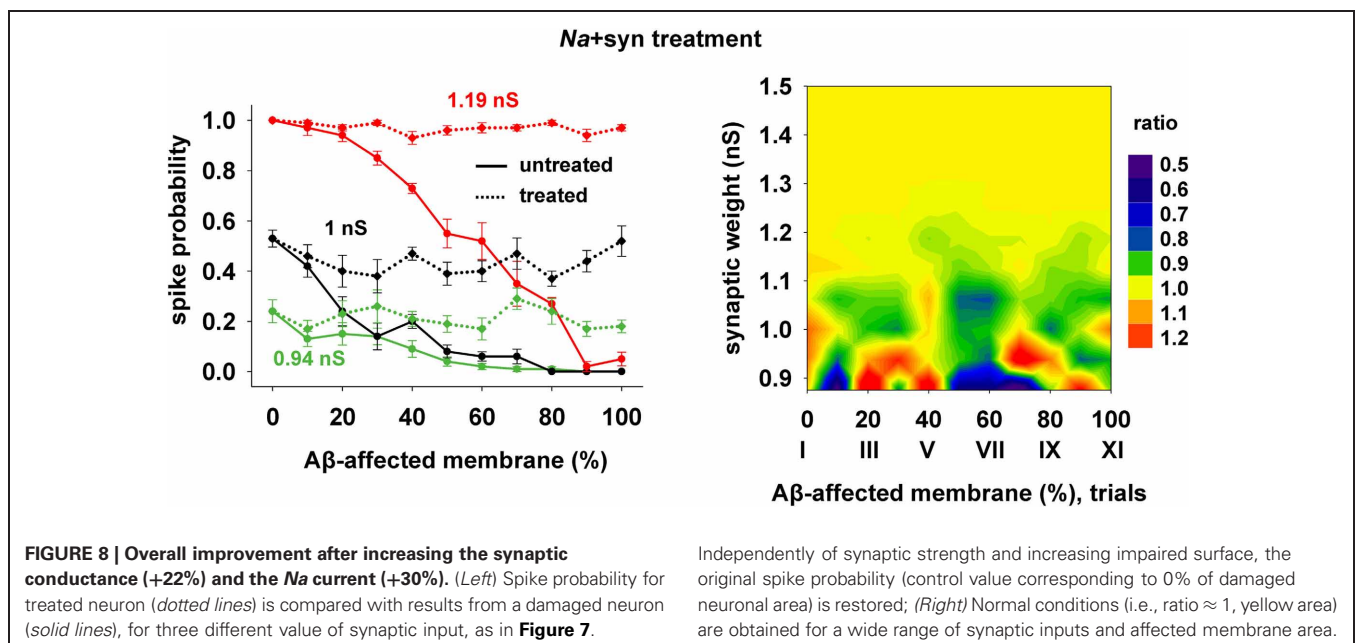 Na+syn treatment
1.19 nS
untreated
treated
1 nS
0.94 nS
spike probability
1.0
0.8
0.6
0.4
0.2
0.0
0 20 40 60 80 100
Aβ-affected membrane (%)
synaptic weight (nS)
1.5
1.4
1.3
1.2
1.1
1.0
0.9
0 20 40 60 80 100
I III V VII IX XI
Aβ-affected membrane (%), trials
ratio
0.5
0.6
0.7
0.8
0.9
1.0
1.1
1.2
FIGURE 8 | Overall improvement after increasing the synaptic
conductance (+22%) and the Na current (+30%). (Left) Spike probability for
treated neuron (dotted lines) is compared with results from a damaged neuron
(solid lines), for three different value of synaptic input, as in Figure 7.
Independently of synaptic strength and increasing impaired surface, the
original spike probability (control value corresponding to 0% of damaged
neuronal area) is restored; (Right) Normal conditions (i.e., ratio ≈ 1, yellow area)
are obtained for a wide range of synaptic inputs and affected membrane area.